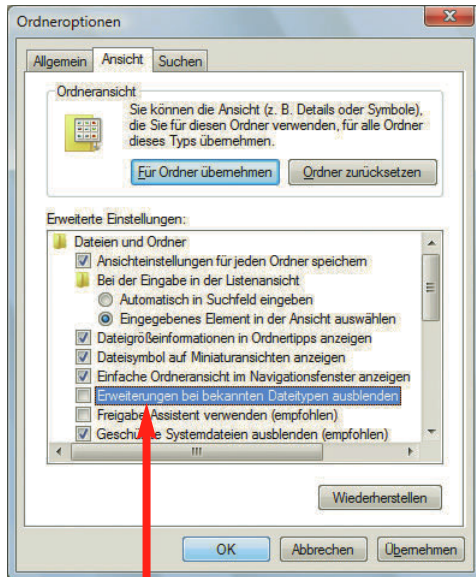 Ordneroptionen
Allgemein Ansicht Suchen
Ordneransicht
Sie können die Ansicht (z. B. Details oder Symbole),
die Sie für diesen Ordner verwenden, für alle Ordner
dieses Typs übernehmen.
Für Ordner übernehmen Ordner zurücksetzen
Erweiterte Einstellungen:
Dateien und Ordner
Ansichteinstellungen für jeden Ordner speichern
Bei der Eingabe in der Listenansicht
Automatisch in Suchfeld eingeben
Eingegebenes Element in der Ansicht auswählen
Dateigrößeinformationen in Ordnertipps anzeigen
Dateisymbol auf Miniaturansichten anzeigen
Einfache Ordneransicht im Navigationsfenster anzeigen
Erweiterungen bei bekannten Dateitypen ausblenden
Freigabe-Assistent verwenden (empfohlen)
Geschützte Systemdateien ausblenden (empfohlen)
Wiederherstellen
OK Abbrechen Übernehmen